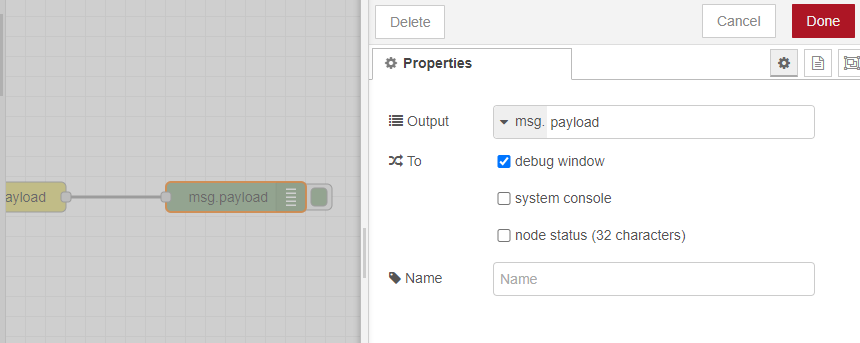 Delete
Cancel
Done
Properties
Output
msg. payload
To
debug window
system console
node status (32 characters)
Name
Name
ayload
msg.payload